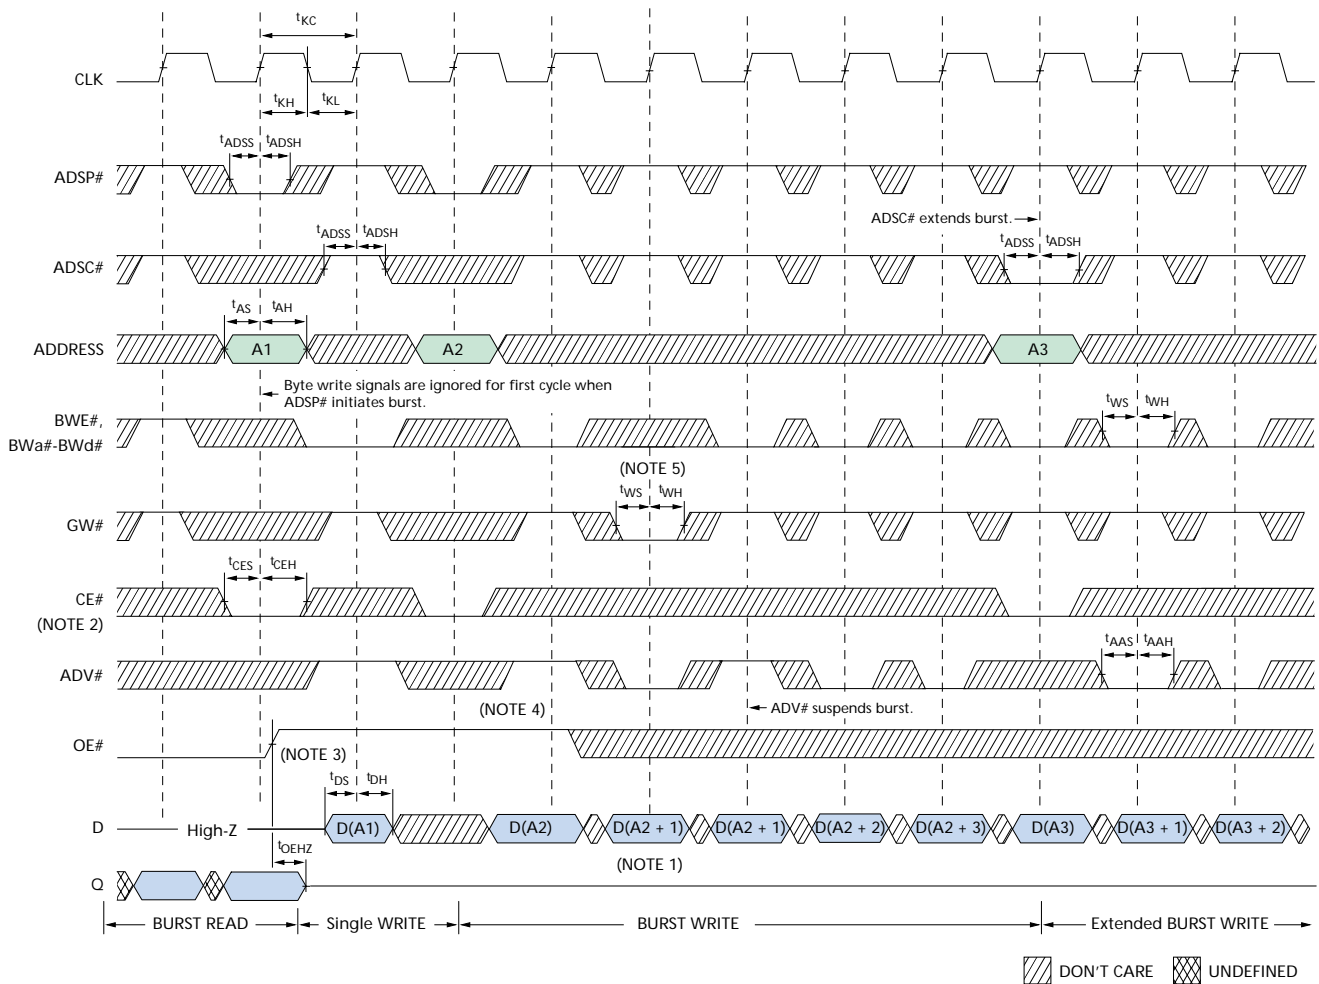 tKC
CLK
tKH tKL
tADSS tADSH
ADSP#
ADSC# extends burst.
tADSS tADSH
tADSS tADSH
ADSC#
tAS tAH
ADDRESS
A1
A2
A3
Byte write signals are ignored for first cycle when
ADSP# initiates burst.
BWE#,
BWa#-BWd#
tWS tWH
(NOTE 5)
tWS tWH
GW#
tCES tCEH
CE#
(NOTE 2)
tAAS tAAH
ADV#
(NOTE 4)
ADV# suspends burst.
OE#
(NOTE 3)
tDS tDH
D
High-Z
D(A1)
D(A2)
D(A2 + 1)
D(A2 + 1)
D(A2 + 2)
D(A2 + 3)
D(A3)
D(A3 + 1)
D(A3 + 2)
tOEHZ
(NOTE 1)
Q
BURST READ
Single WRITE
BURST WRITE
Extended BURST WRITE
DON'T CARE
UNDEFINED